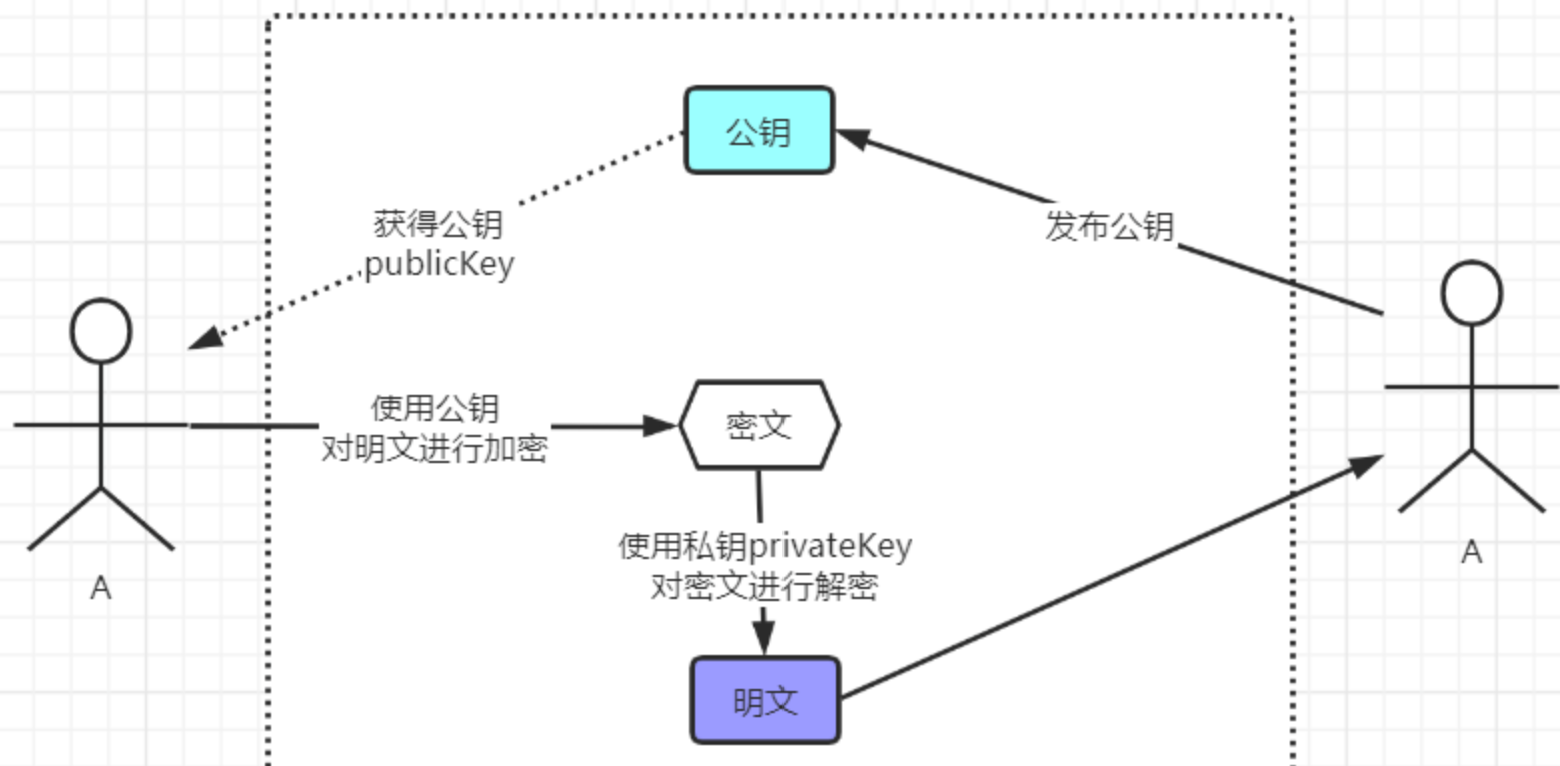 公钥
获得公钥
publicKey
发布公钥
使用公钥
对明文进行加密
密文
使用私钥privateKey
对密文进行解密
明文
A
A